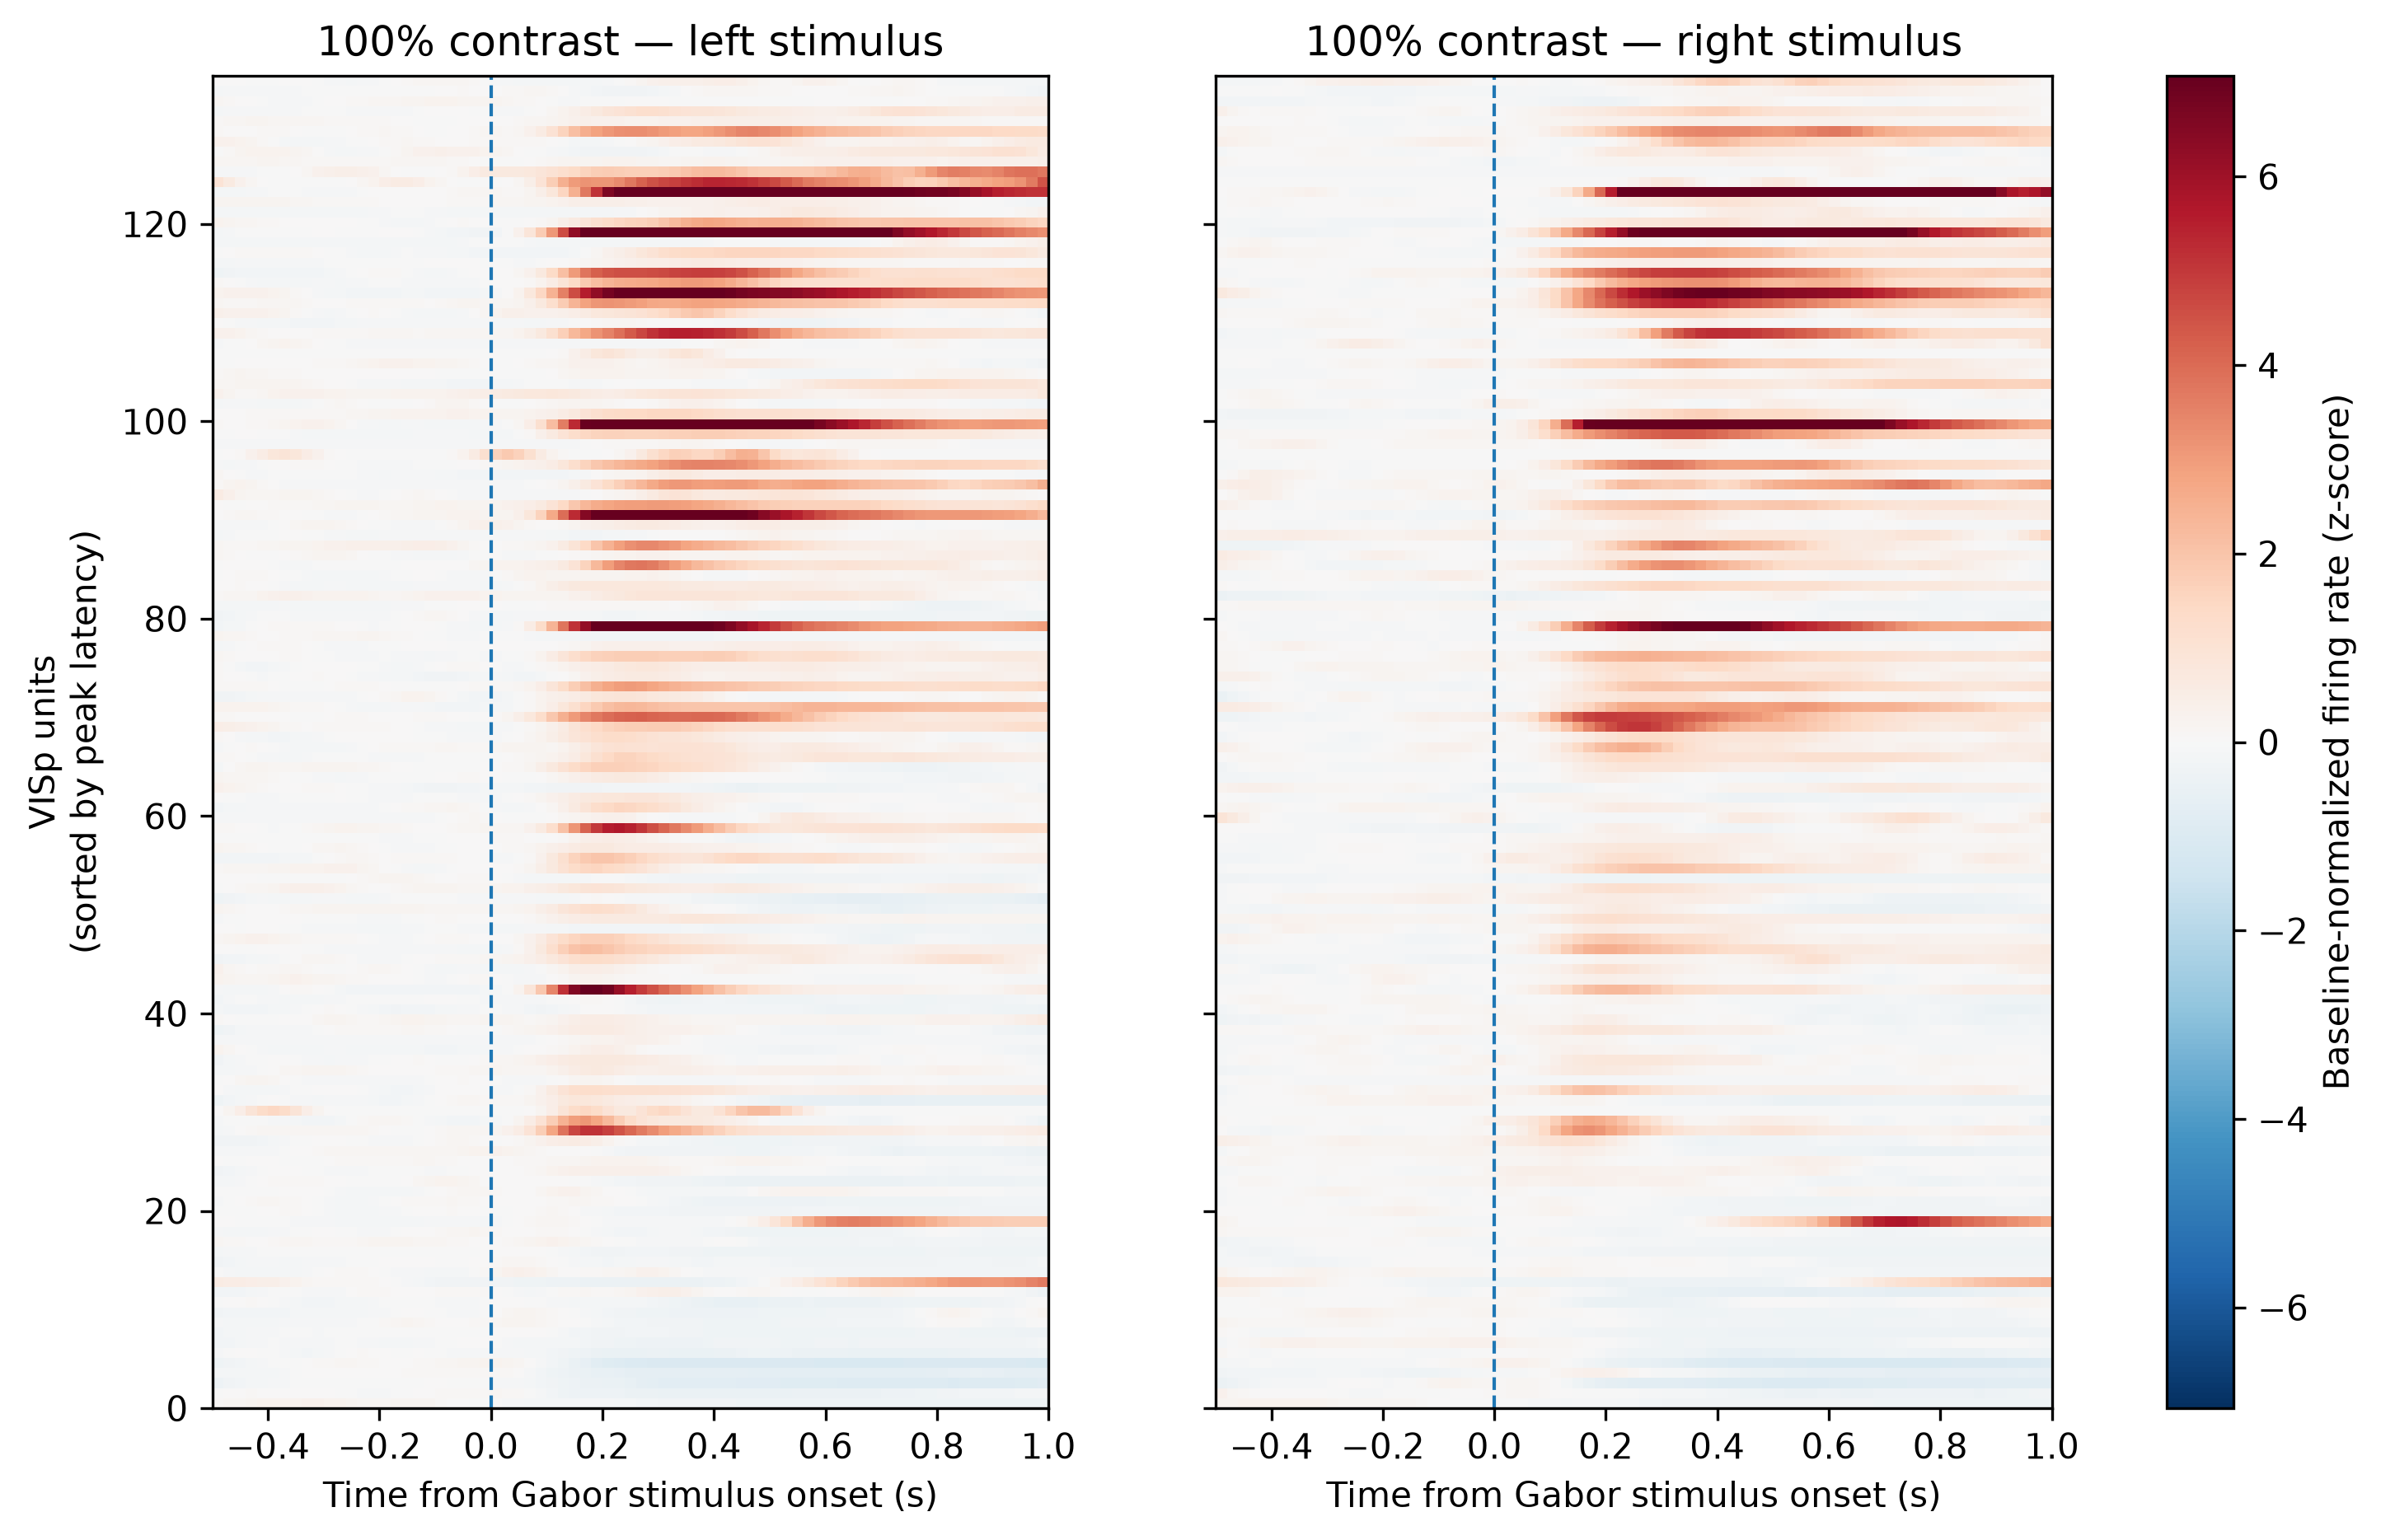 100% contrast — left stimulus
100% contrast — right stimulus
VISp units
(sorted by peak latency)
120
100
80
60
40
20
0
−0.4 −0.2 0.0 0.2 0.4 0.6 0.8 1.0
Time from Gabor stimulus onset (s)
−0.4 −0.2 0.0 0.2 0.4 0.6 0.8 1.0
Time from Gabor stimulus onset (s)
6
4
2
0
−2
−4
−6
Baseline-normalized firing rate (z-score)